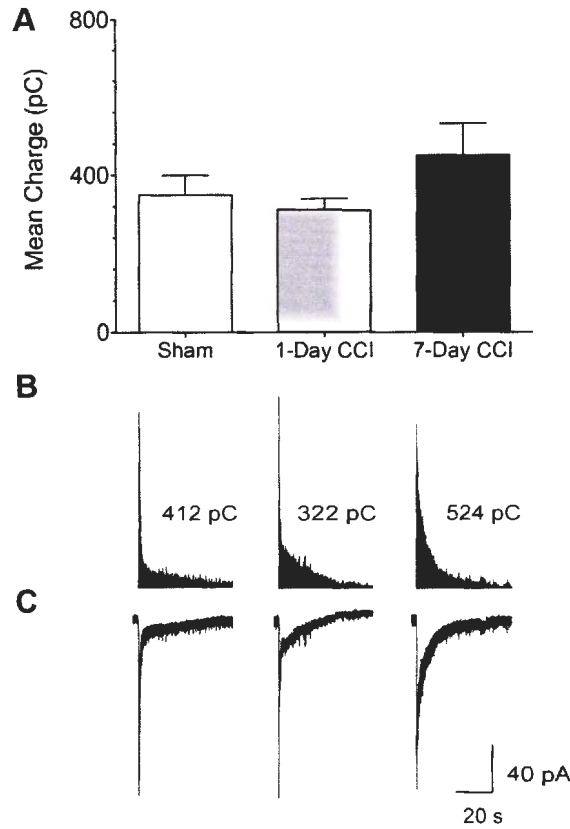 A
800
400
0
Mean Charge (pC)
Sham
1-Day CCI
7-Day CCI
B
412 pC
322 pC
524 pC
C
40 pA
20 s